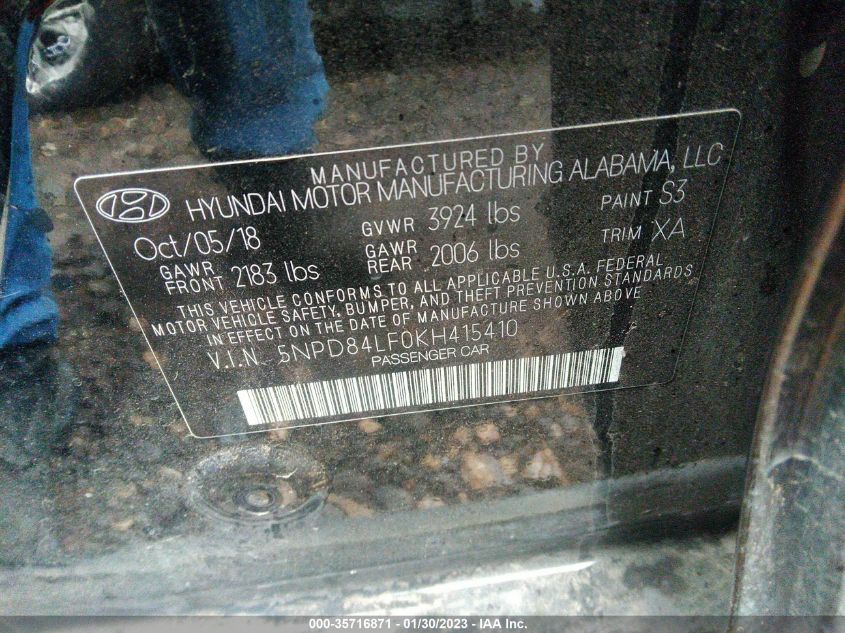 MANUFACTURED BY
HYUNDAI MOTOR MANUFACTURING ALABAMA, LLC
Oct/05/18 GVWR 3924 lbs PAINT S3
GAWR FRONT 2183 lbs GAWR REAR 2006 lbs TRIM XA
THIS VEHICLE CONFORMS TO ALL APPLICABLE U.S.A. FEDERAL
MOTOR VEHICLE SAFETY, BUMPER, AND THEFT PREVENTION STANDARDS
IN EFFECT ON THE DATE OF MANUFACTURE SHOWN ABOVE
V.I.N. 5NPD84LF0KH415410
PASSENGER CAR
000-35716871 - 01/30/2023 - IAA Inc.